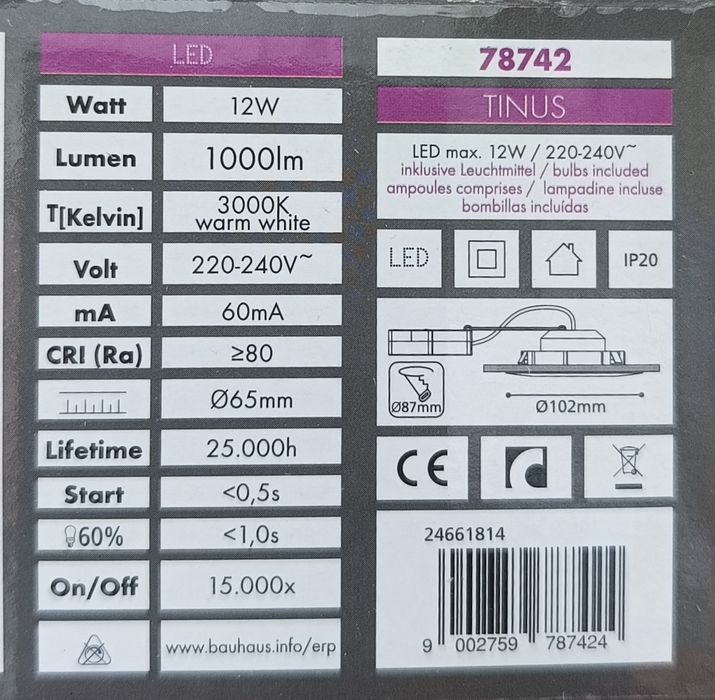 LED
Watt 12W
Lumen 1000lm
T[Kelvin] 3000K
warm white
Volt 220-240V~
mA 60mA
CRI (Ra) ≥80
Ø65mm
Lifetime 25.000h
Start <0,5s
60% <1,0s
On/Off 15.000x
www.bauhaus.info/erp
78742
TINUS
LED max. 12W / 220-240V~
inklusive Leuchtmittel / bulbs included
ampoules comprises / lampadine incluse
bombillas incluídas
LED IP20
Ø87mm Ø102mm
CE
24661814
9 002759 787424